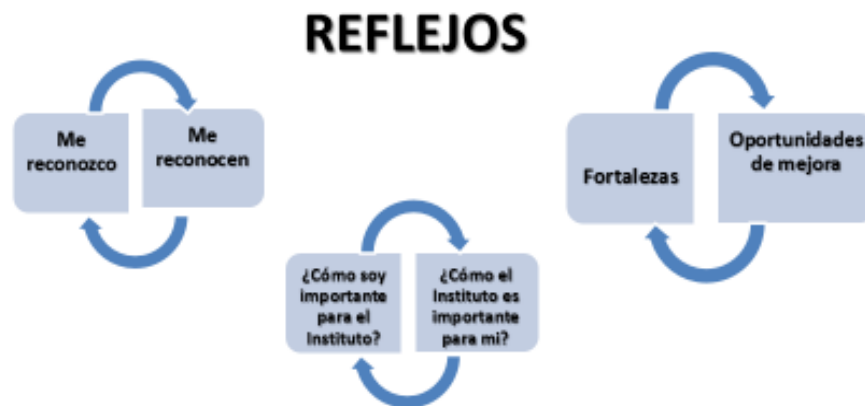 REFLEJOS
Me
reconozco
Me
reconocen
Fortalezas
Oportunidades
de mejora
¿Cómo soy
importante
para el
Instituto?
¿Cómo el
Instituto es
importante
para mi?